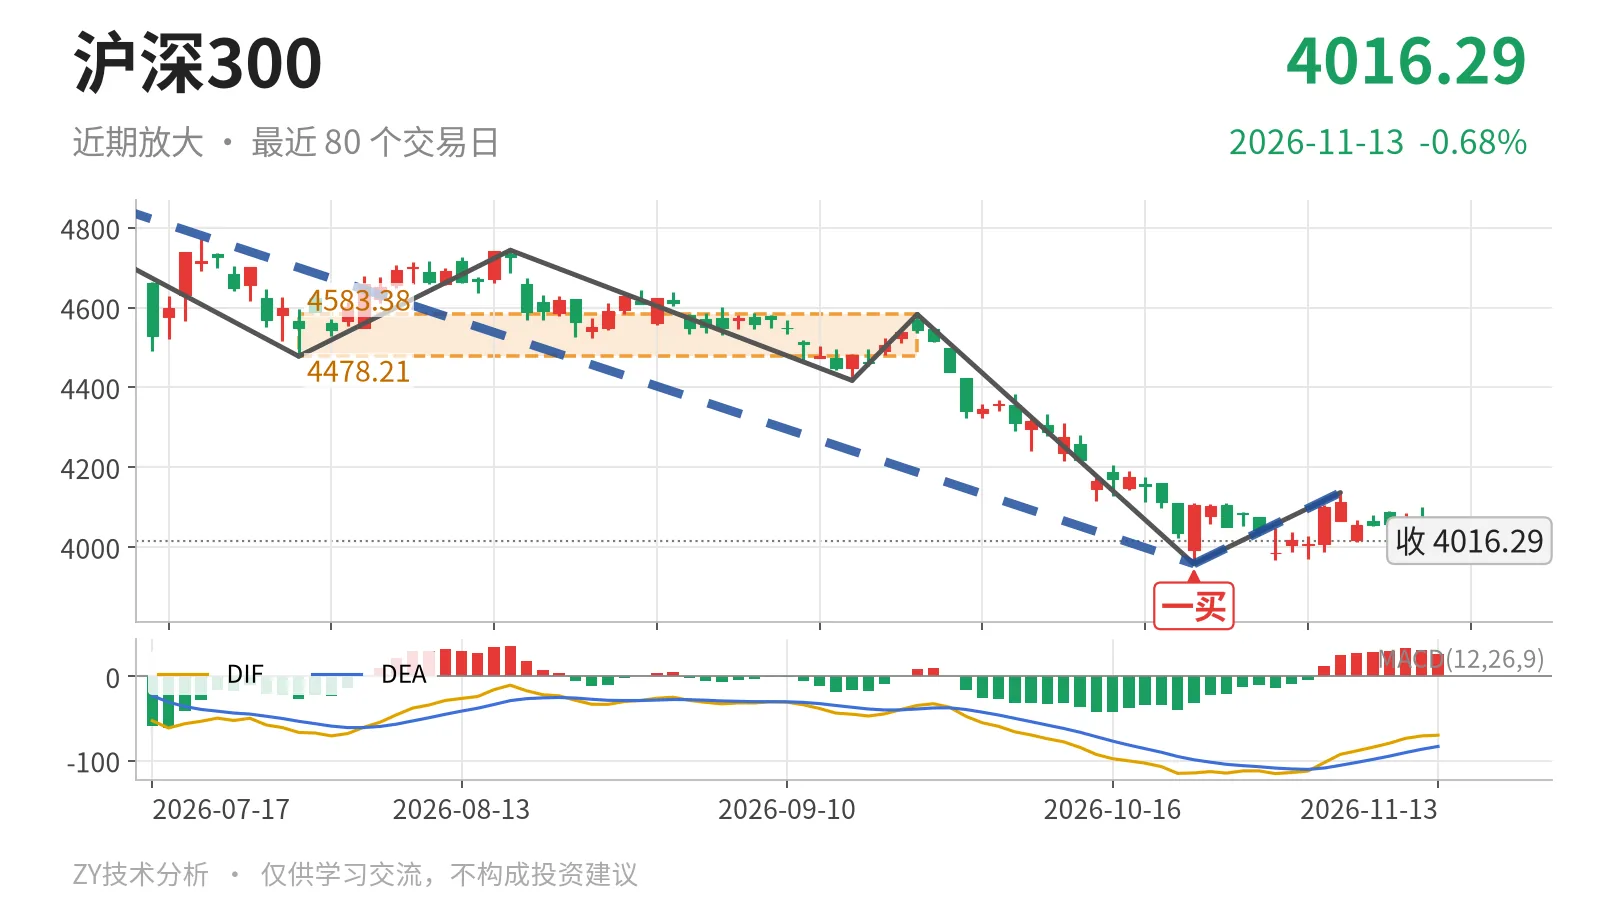 沪深300
4016.29
近期放大 · 最近 80 个交易日
2026-11-13 -0.68%
4800
4600
4400
4200
4000
4583.38
4478.21
收 4016.29
一买
DIF
DEA
MACD(12,26,9)
0
-100
2026-07-17
2026-08-13
2026-09-10
2026-10-16
2026-11-13
ZY技术分析 · 仅供学习交流，不构成投资建议